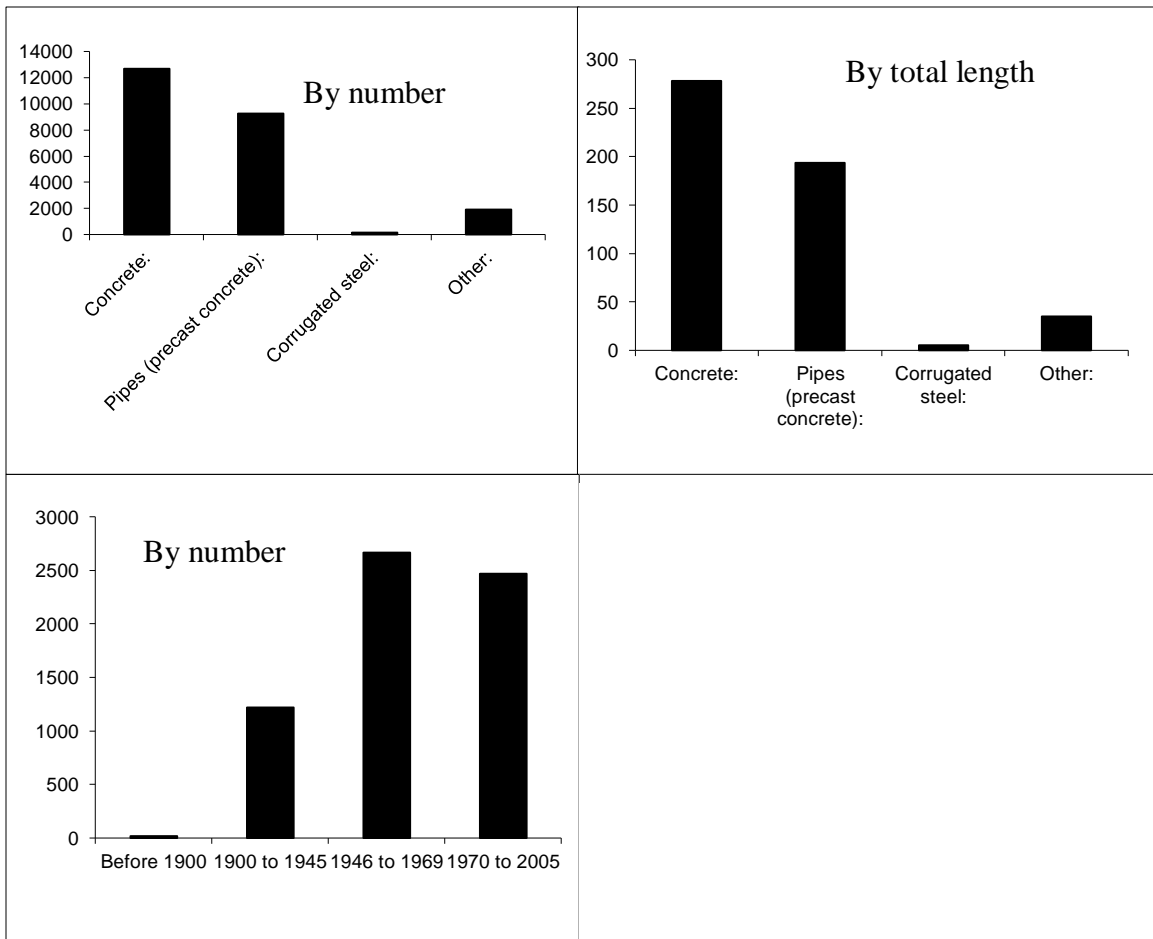 By number
14000
12000
10000
8000
6000
4000
2000
0
Concrete:
Pipes (precast concrete):
Corrugated steel:
Other:
By total length
300
250
200
150
100
50
0
Concrete:
Pipes
(precast
concrete):
Corrugated
steel:
Other:
By number
3000
2500
2000
1500
1000
500
0
Before 1900 1900 to 1945 1946 to 1969 1970 to 2005